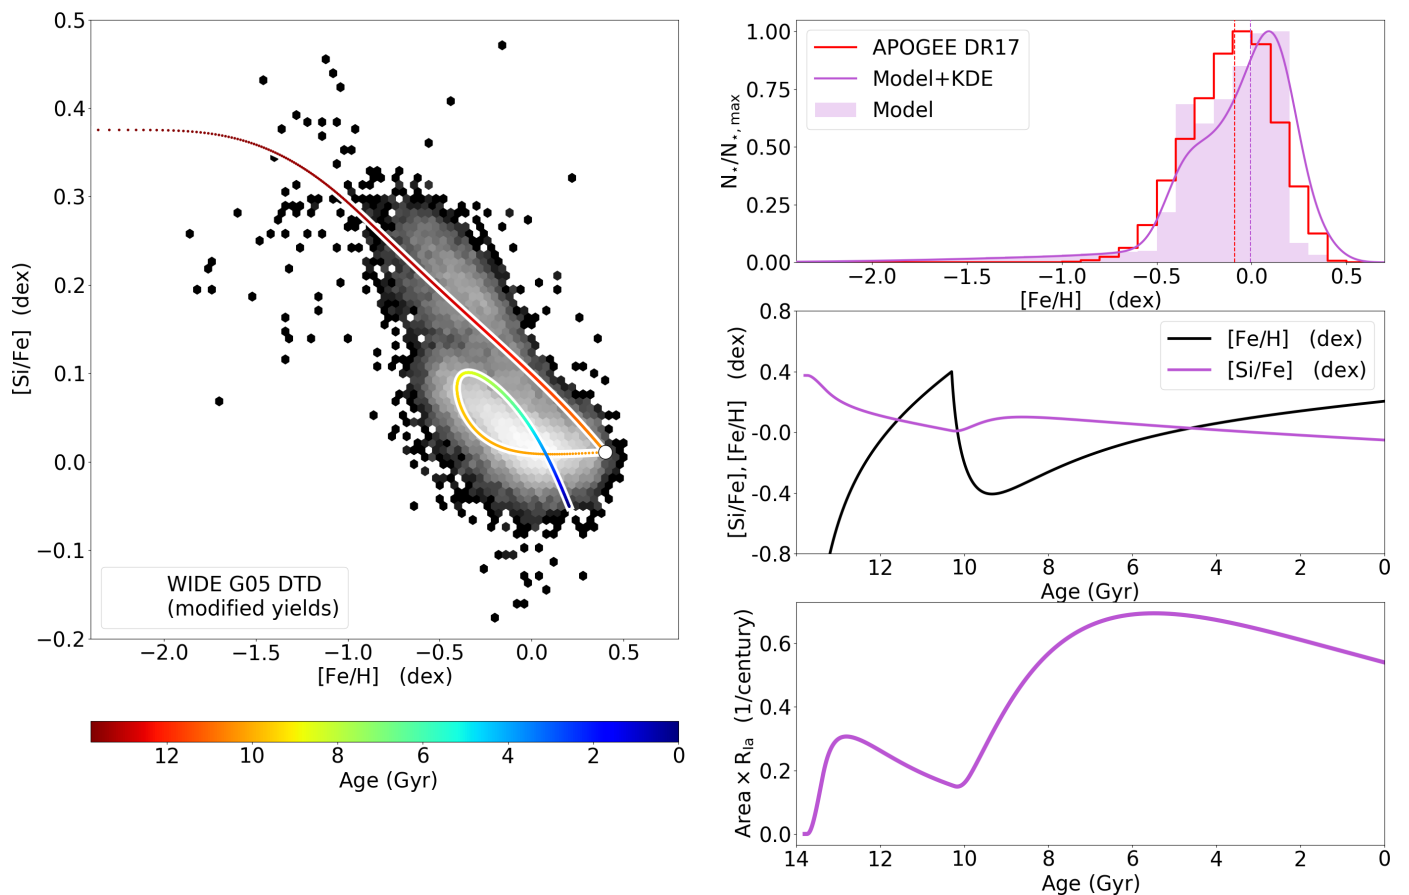 0.5
0.4
0.3
0.2
0.1
0.0
−0.1
−0.2
[Si/Fe] (dex)
WIDE G05 DTD
(modified yields)
−2.0 −1.5 −1.0 −0.5 0.0 0.5
[Fe/H] (dex)
12 10 8 6 4 2 0
Age (Gyr)
1.00
0.75
0.50
0.25
0.00
N⋆/N⋆, max
APOGEE DR17
Model+KDE
Model
−2.0 −1.5 −1.0 −0.5 0.0 0.5
[Fe/H] (dex)
0.8
0.4
-0.0
-0.4
-0.8
[Si/Fe], [Fe/H] (dex)
[Fe/H] (dex)
[Si/Fe] (dex)
12 10 8 6 4 2 0
Age (Gyr)
0.6
0.4
0.2
0.0
Area × RIa (1/century)
14 12 10 8 6 4 2 0
Age (Gyr)